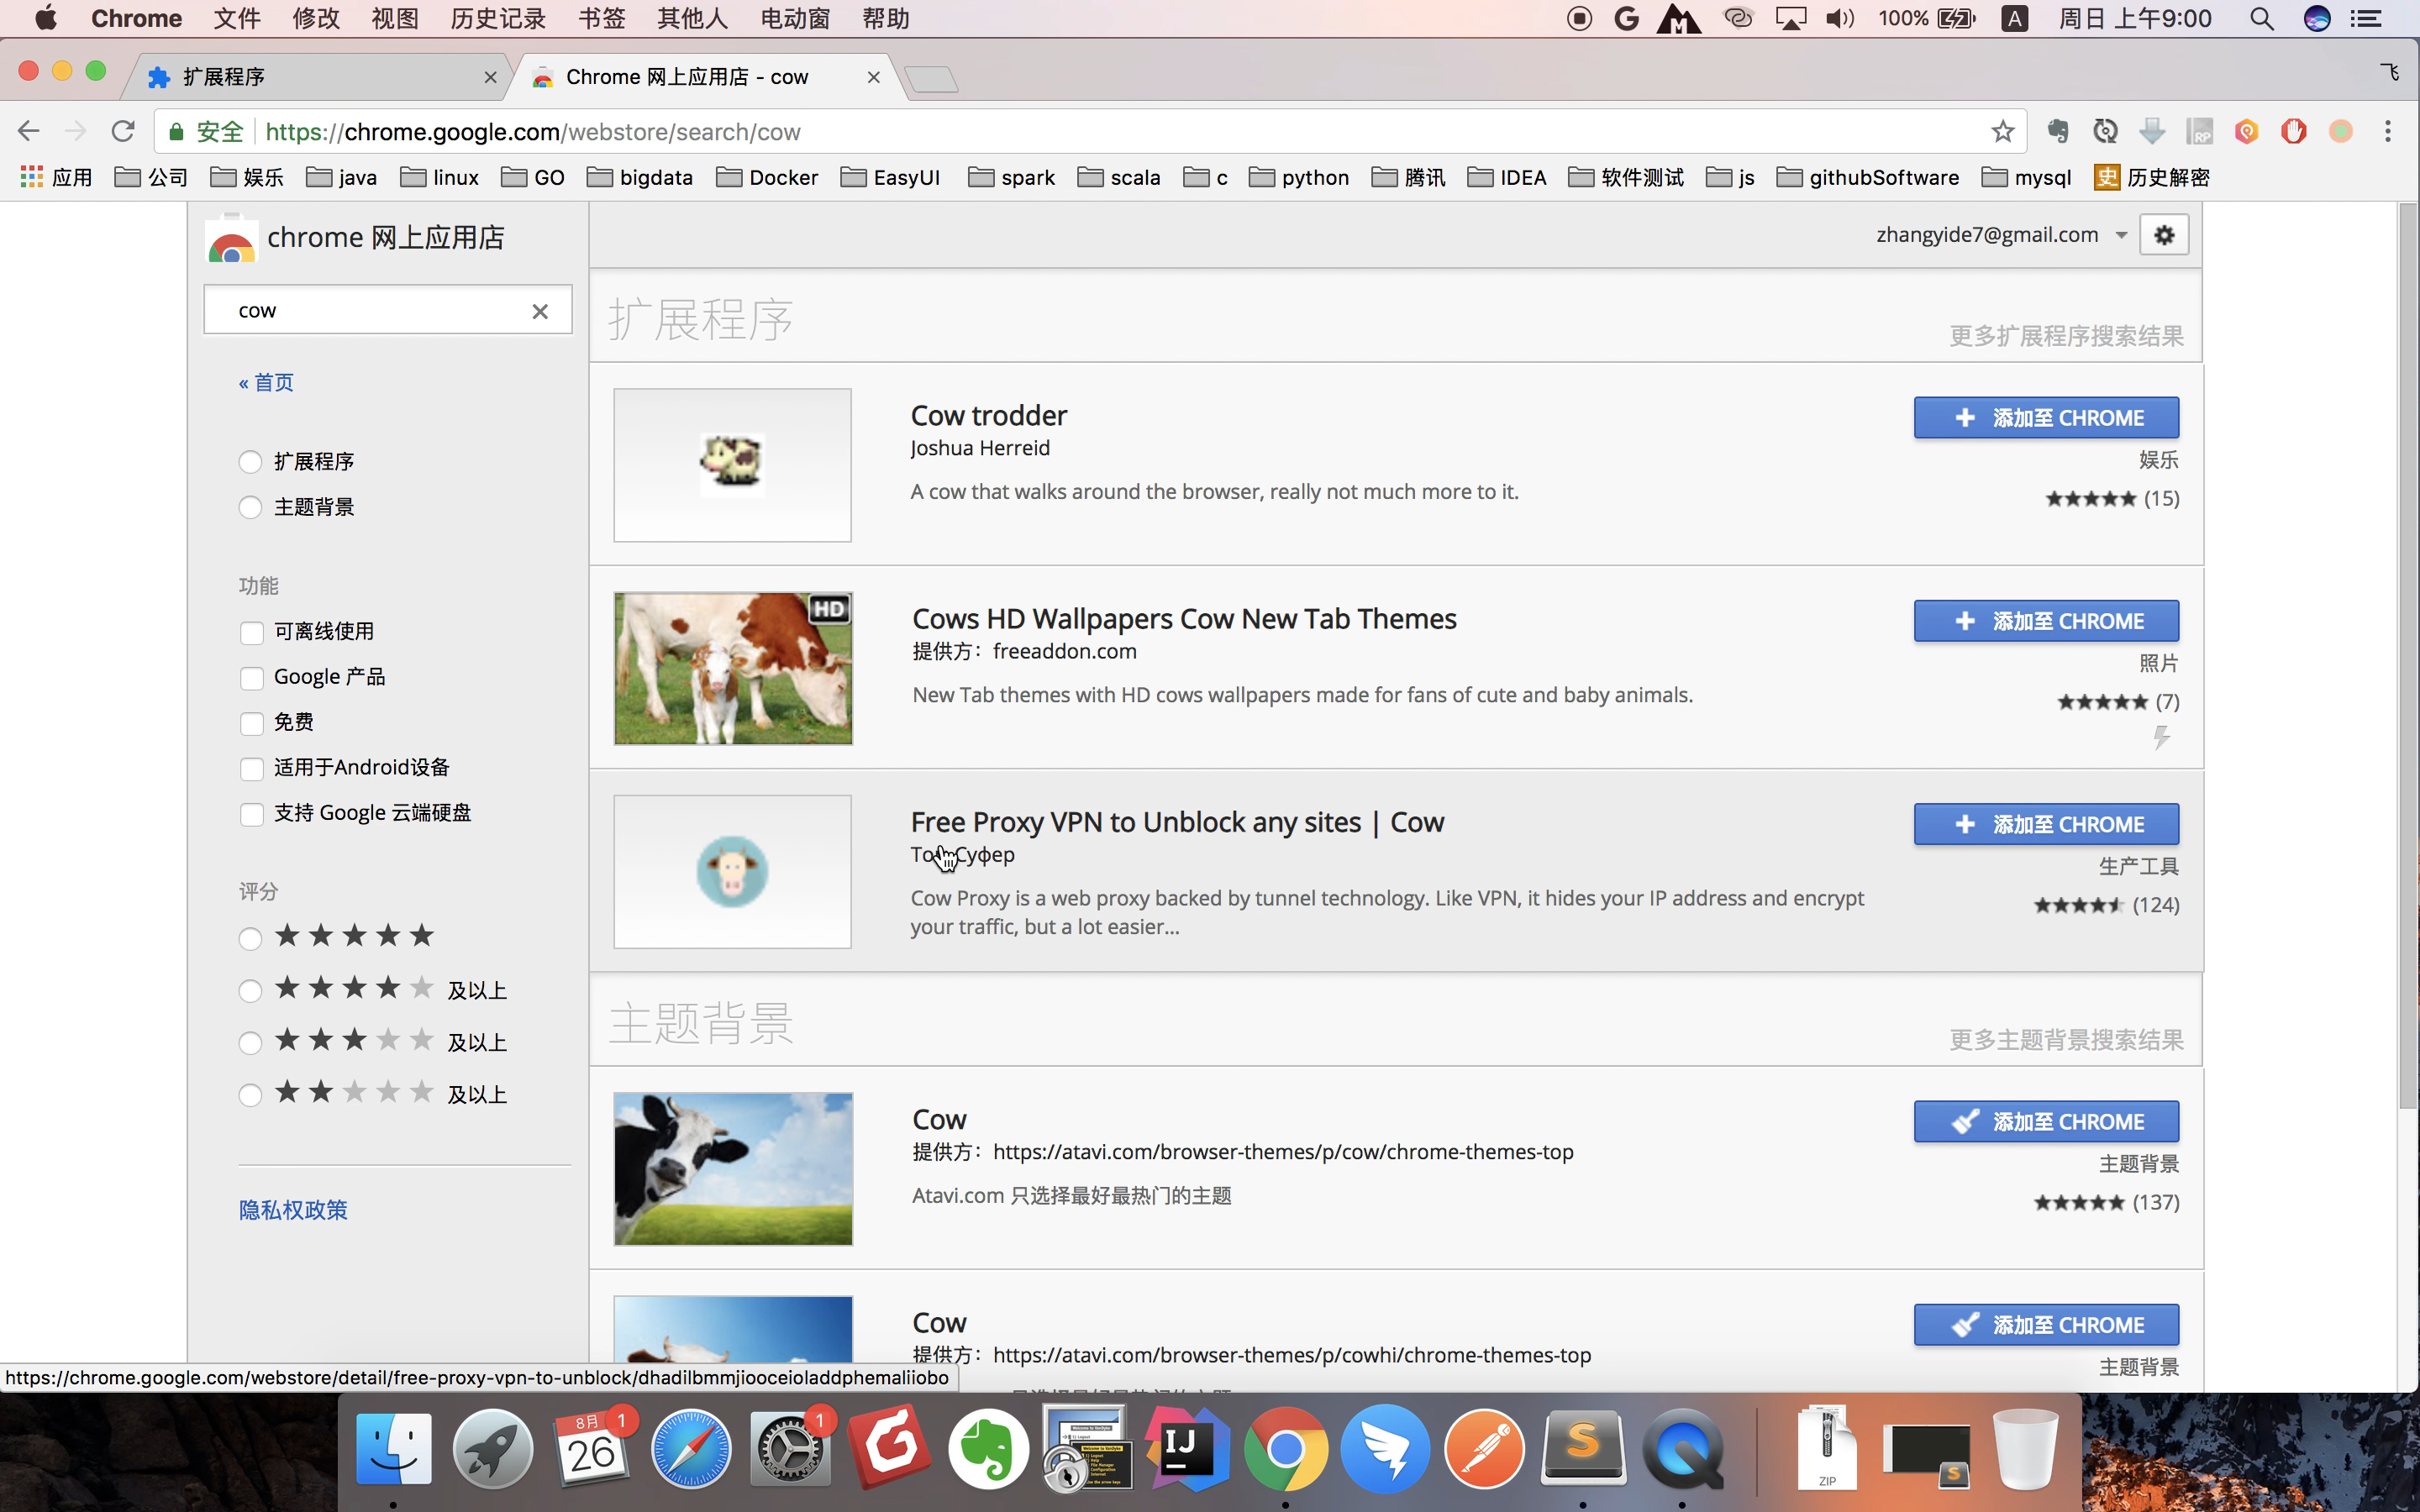 Chrome 文件 修改 视图 历史记录 书签 其他人 电动窗 帮助 100% A 周日 上午9:00
扩展程序 Chrome 网上应用店 - cow
安全 https://chrome.google.com/webstore/search/cow
应用 公司 娱乐 java linux GO bigdata Docker EasyUI spark scala c python 腾讯 IDEA 软件测试 js githubSoftware mysql 史 历史解密
chrome 网上应用店
zhangyide7@gmail.com
cow
« 首页
扩展程序
主题背景
功能
可离线使用
Google 产品
免费
适用于Android设备
支持 Google 云端硬盘
评分
及以上
及以上
及以上
隐私权政策
扩展程序
更多扩展程序搜索结果
Cow trodder
Joshua Herreid
A cow that walks around the browser, really not much more to it.
添加至 CHROME
娱乐
(15)
HD
Cows HD Wallpapers Cow New Tab Themes
提供方：freeaddon.com
New Tab themes with HD cows wallpapers made for fans of cute and baby animals.
添加至 CHROME
照片
(7)
Free Proxy VPN to Unblock any sites | Cow
Суфер
Cow Proxy is a web proxy backed by tunnel technology. Like VPN, it hides your IP address and encrypt
your traffic, but a lot easier...
添加至 CHROME
生产工具
(124)
主题背景
更多主题背景搜索结果
Cow
提供方：https://atavi.com/browser-themes/p/cow/chrome-themes-top
Atavi.com 只选择最好最热门的主题
添加至 CHROME
主题背景
(137)
Cow
提供方：https://atavi.com/browser-themes/p/cowhi/chrome-themes-top
添加至 CHROME
主题背景
https://chrome.google.com/webstore/detail/free-proxy-vpn-to-unblock/dhadilbmmjiooceioladdphemaliiobo
8月
26
1
1
IJ
S
ZIP
S